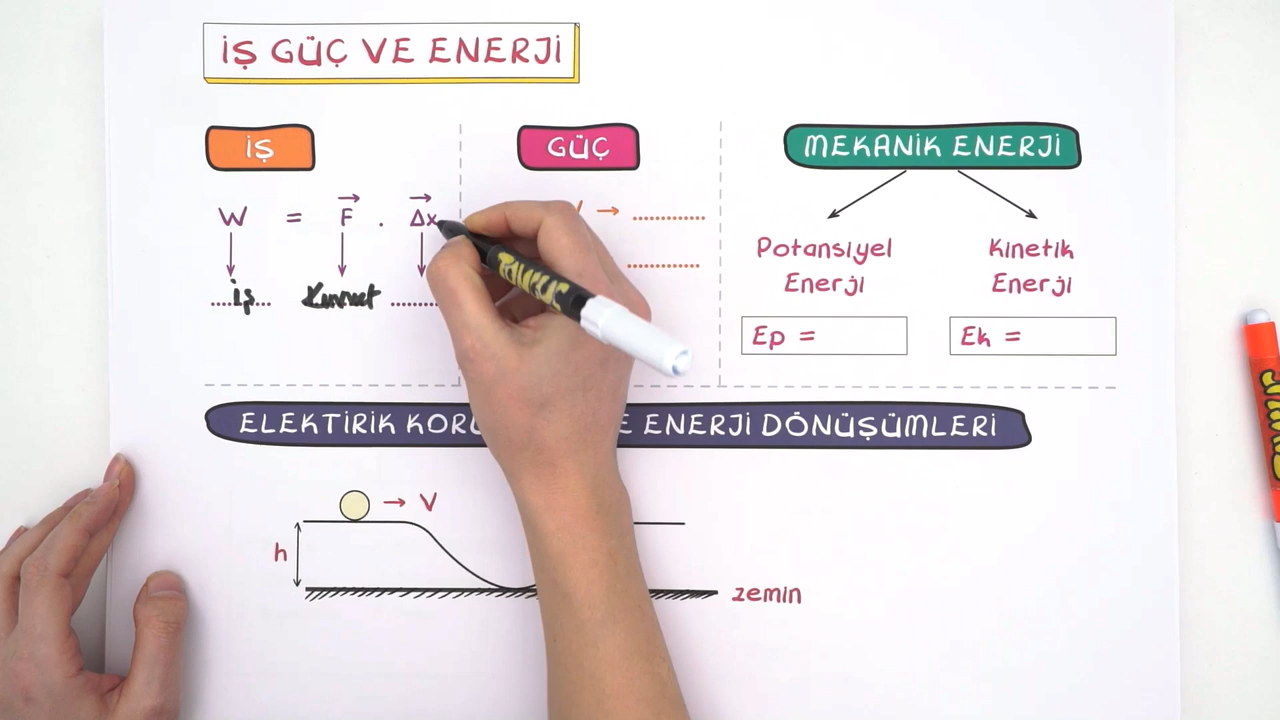 İŞ GÜÇ VE ENERJİ
İŞ
W = F . Δx
İş Kuvvet
GÜÇ
MEKANİK ENERJİ
Potansiyel
Enerji
Ep =
Kinetik
Enerji
Ek =
ELEKTİRİK ENERJİ DÖNÜŞÜMLERİ
V
h
zemin